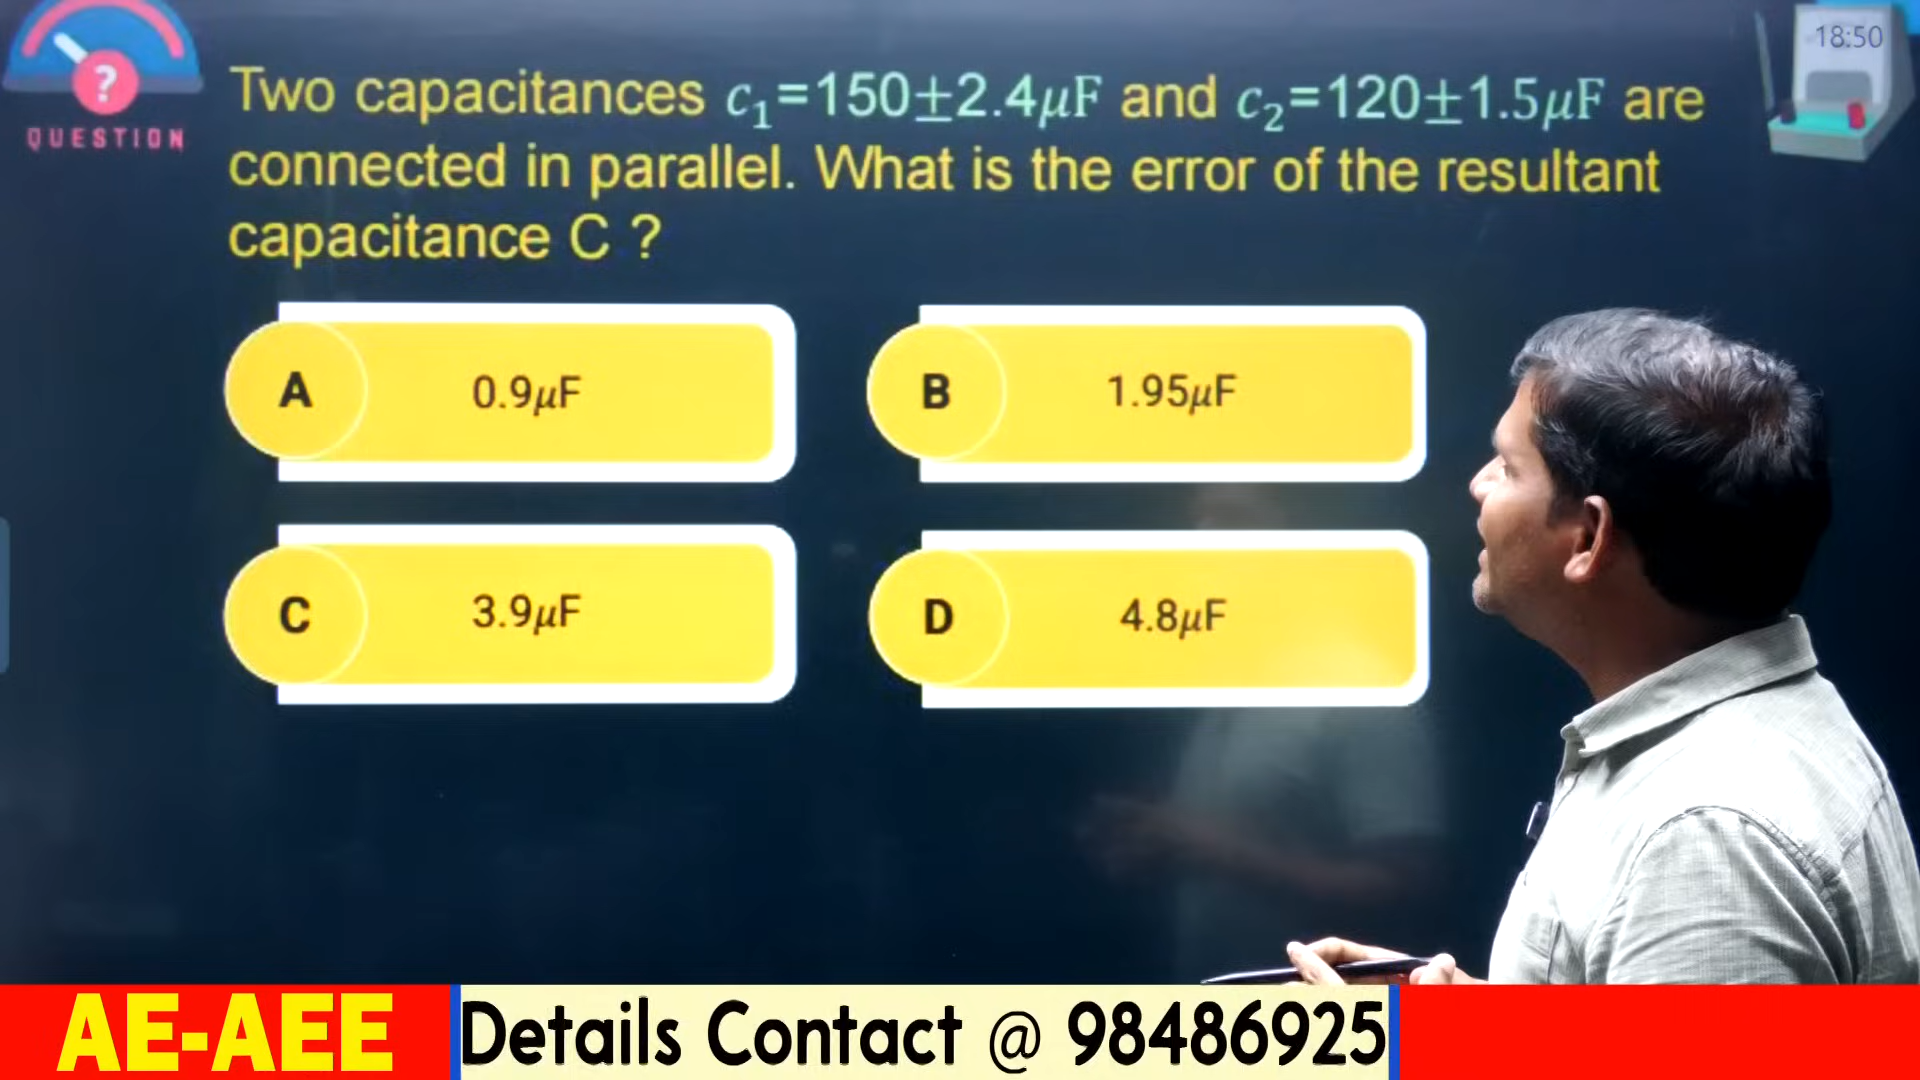 18:50
?
QUESTION
Two capacitances c₁=150±2.4μF and c₂=120±1.5μF are
connected in parallel. What is the error of the resultant
capacitance C ?
A 0.9μF
B 1.95μF
C 3.9μF
D 4.8μF
AE-AEE Details Contact @ 98486925